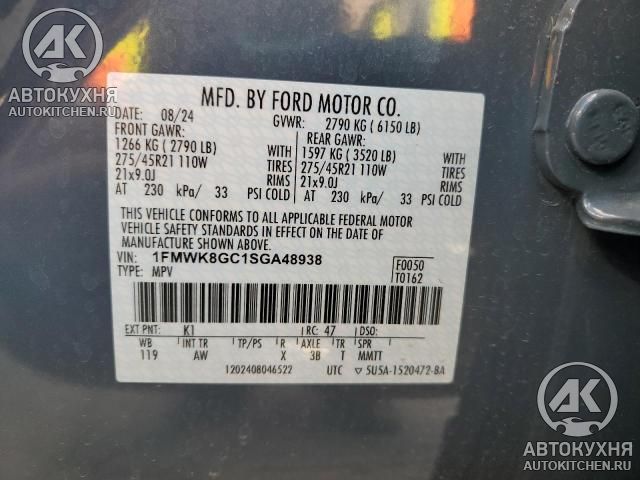 AK
АВТОКУХНЯ
AUTOKITCHEN.RU
MFD. BY FORD MOTOR CO.
DATE: 08/24 GVWR: 2790 KG ( 6150 LB)
FRONT GAWR: REAR GAWR:
1266 KG ( 2790 LB) 1597 KG ( 3520 LB)
275/45R21 110W TIRES 275/45R21 110W TIRES
21x9.0J RIMS 21x9.0J RIMS
AT 230 kPa/ 33 PSI COLD AT 230 kPa/ 33 PSI COLD
THIS VEHICLE CONFORMS TO ALL APPLICABLE FEDERAL MOTOR
VEHICLE SAFETY STANDARDS IN EFFECT ON THE DATE OF
MANUFACTURE SHOWN ABOVE.
VIN: 1FMWK8GC1SGA48938 F0050
TYPE: MPV T0162
EXT PNT: K1 RC: 47 DSO:
WB INT TR TP/PS R AXLE TR SPR
119 AW X 3B T MMTT
1202408046522 UTC ▽ 5U5A-1520472-BA
AK
АВТОКУХНЯ
AUTOKITCHEN.RU